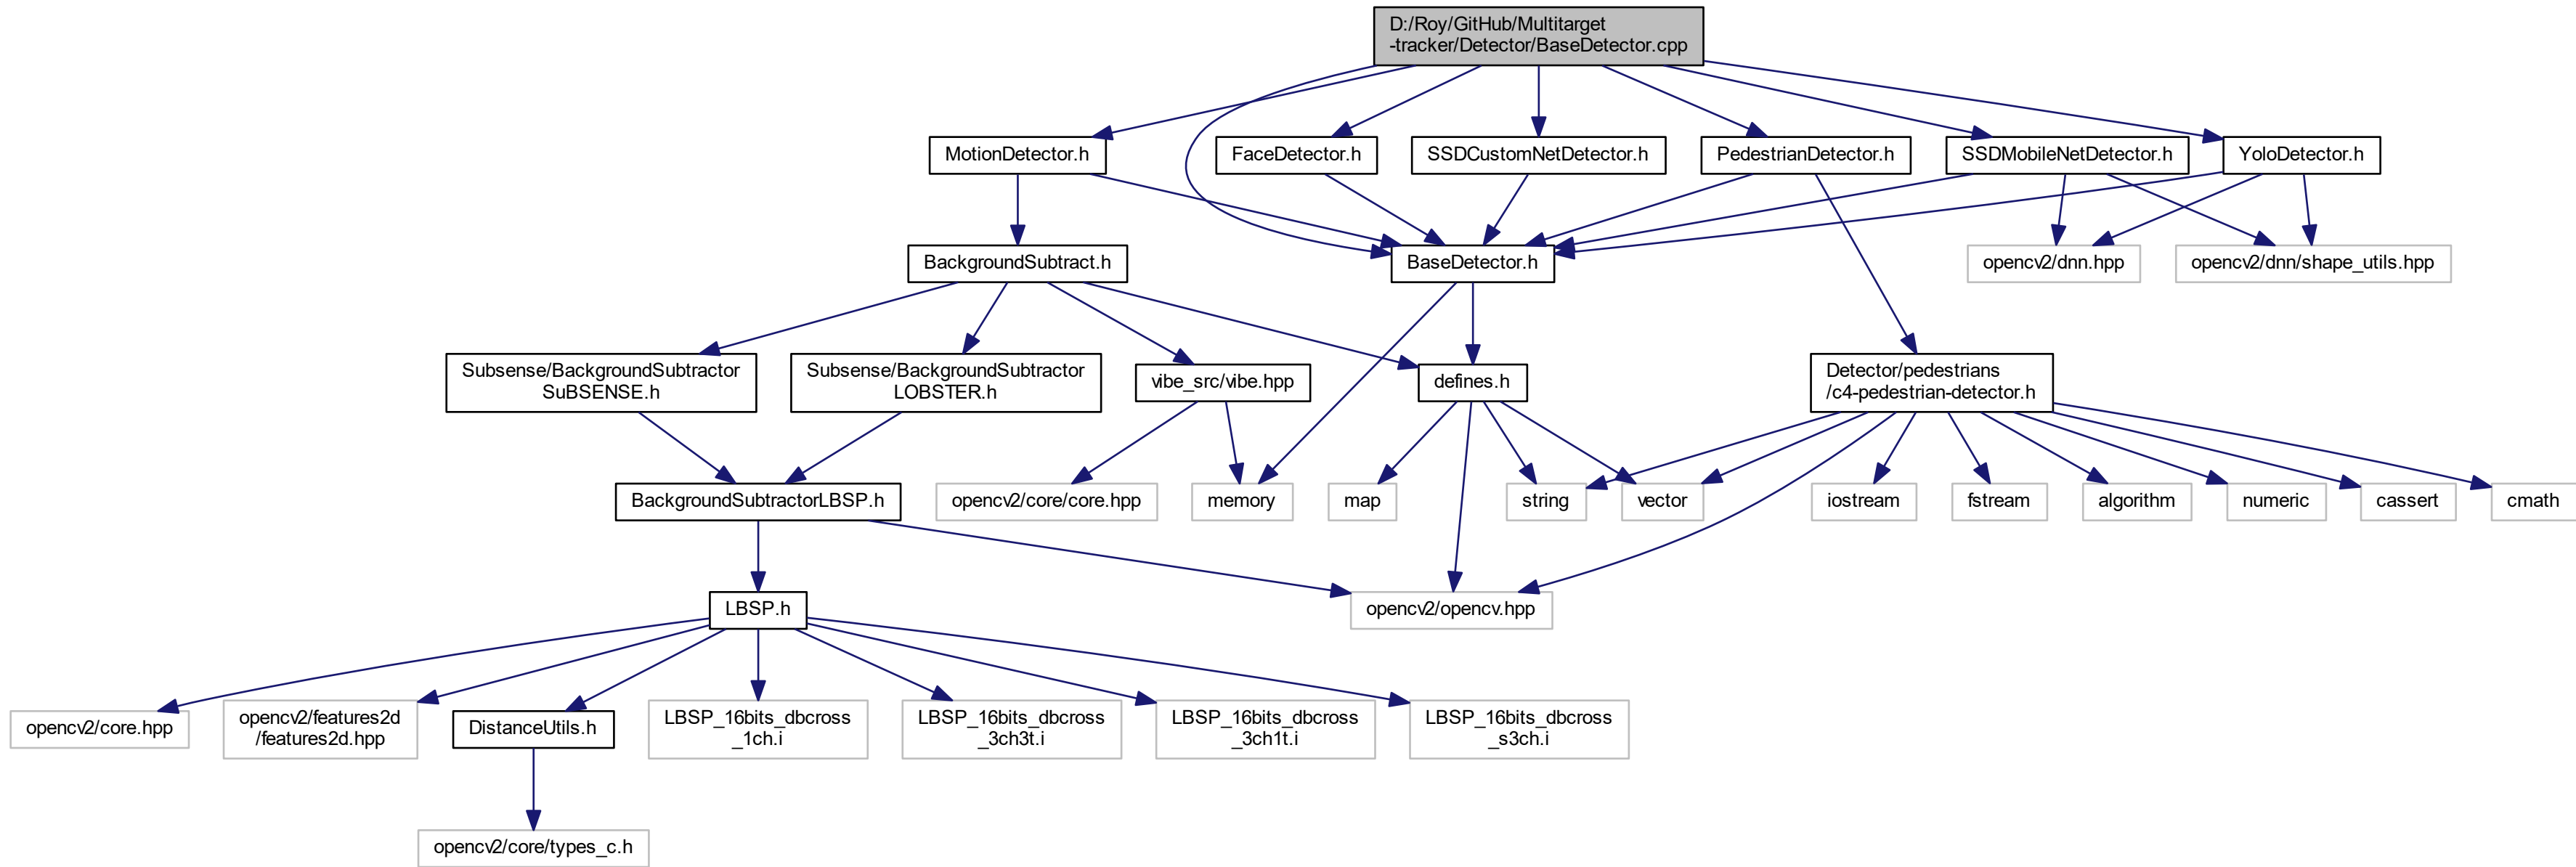 D:/Roy/GitHub/Multitarget
-tracker/Detector/BaseDetector.cpp
MotionDetector.h
FaceDetector.h
SSDCustomNetDetector.h
PedestrianDetector.h
SSDMobileNetDetector.h
YoloDetector.h
BackgroundSubtract.h
BaseDetector.h
opencv2/dnn.hpp
opencv2/dnn/shape_utils.hpp
Subsense/BackgroundSubtractor
SuBSENSE.h
Subsense/BackgroundSubtractor
LOBSTER.h
vibe_src/vibe.hpp
defines.h
Detector/pedestrians
/c4-pedestrian-detector.h
BackgroundSubtractorLBSP.h
opencv2/core/core.hpp
memory
map
string
vector
iostream
fstream
algorithm
numeric
cassert
cmath
LBSP.h
opencv2/opencv.hpp
opencv2/core.hpp
opencv2/features2d
/features2d.hpp
DistanceUtils.h
LBSP_16bits_dbcross
_1ch.i
LBSP_16bits_dbcross
_3ch3t.i
LBSP_16bits_dbcross
_3ch1t.i
LBSP_16bits_dbcross
_s3ch.i
opencv2/core/types_c.h